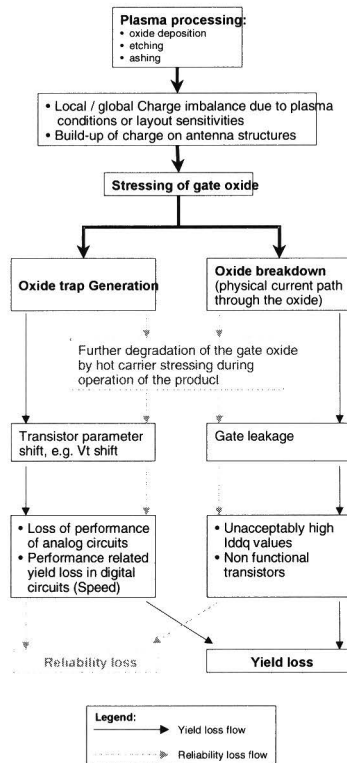 Plasma processing:
• oxide deposition
• etching
• ashing
• Local / global Charge imbalance due to plasma
conditions or layout sensitivities
• Build-up of charge on antenna structures
Stressing of gate oxide
Oxide trap Generation
Oxide breakdown
(physical current path
through the oxide)
Further degradation of the gate oxide
by hot carrier stressing during
operation of the product
Transistor parameter
shift, e.g. Vt shift
Gate leakage
• Loss of performance
of analog circuits
• Performance related
yield loss in digital
circuits (Speed)
• Unacceptably high
Iddq values
• Non functional
transistors
Reliability loss
Yield loss
Legend:
Yield loss flow
Reliability loss flow